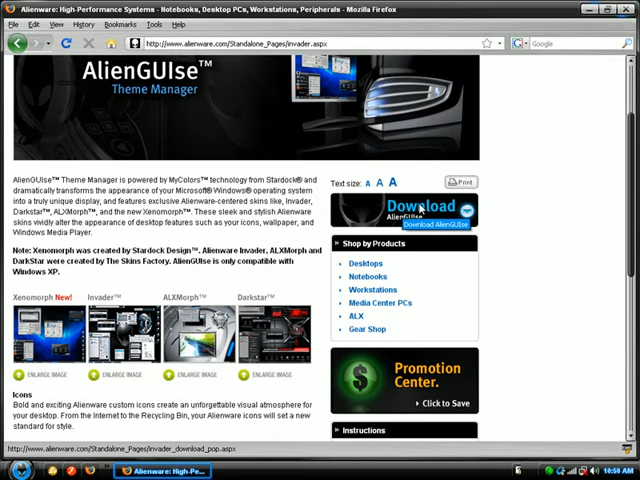 Alienware: High-Performance Systems - Notebooks, Desktop PCs, Workstations, Peripherals - Mozilla Firefox
File Edit View History Bookmarks Tools Help
http://www.alienware.com/Standalone_Pages/invader.aspx
Google
AlienGUIse™
Theme Manager
AlienGUIse™ Theme Manager is powered by MyColors™ technology from Stardock® and
dramatically transforms the appearance of your Microsoft® Windows® operating system
into a truly unique display, and features exclusive Alienware-centered skins like, Invader,
Darkstar™, ALXMorph, and the new Xenomorph™. These sleek and stylish Alienware
skins vividly alter the appearance of desktop features such as your icons, wallpaper, and
Windows Media Player.
Note: Xenomorph was created by Stardock Design™. Alienware Invader, ALXMorph and
DarkStar were created by The Skins Factory. AlienGUIse is only compatible with
Windows XP.
Xenomorph New! Invader™ ALXMorph™ Darkstar™
ENLARGE IMAGE ENLARGE IMAGE ENLARGE IMAGE ENLARGE IMAGE
Icons
Bold and exciting Alienware custom icons create an unforgettable visual atmosphere for
your desktop. From the Internet to the Recycling Bin, your Alienware icons will set a new
standard for style.
Text size: A A A
Print
Download
AlienGUIse
Download AlienGUIse
» Shop by Products
Desktops
Notebooks
Workstations
Media Center PCs
ALX
Gear Shop
Promotion
Center.
Click to Save
» Instructions
http://www.alienware.com/Standalone_Pages/invader_download_pop.aspx
Alienware: High-Pe...
10:50 AM